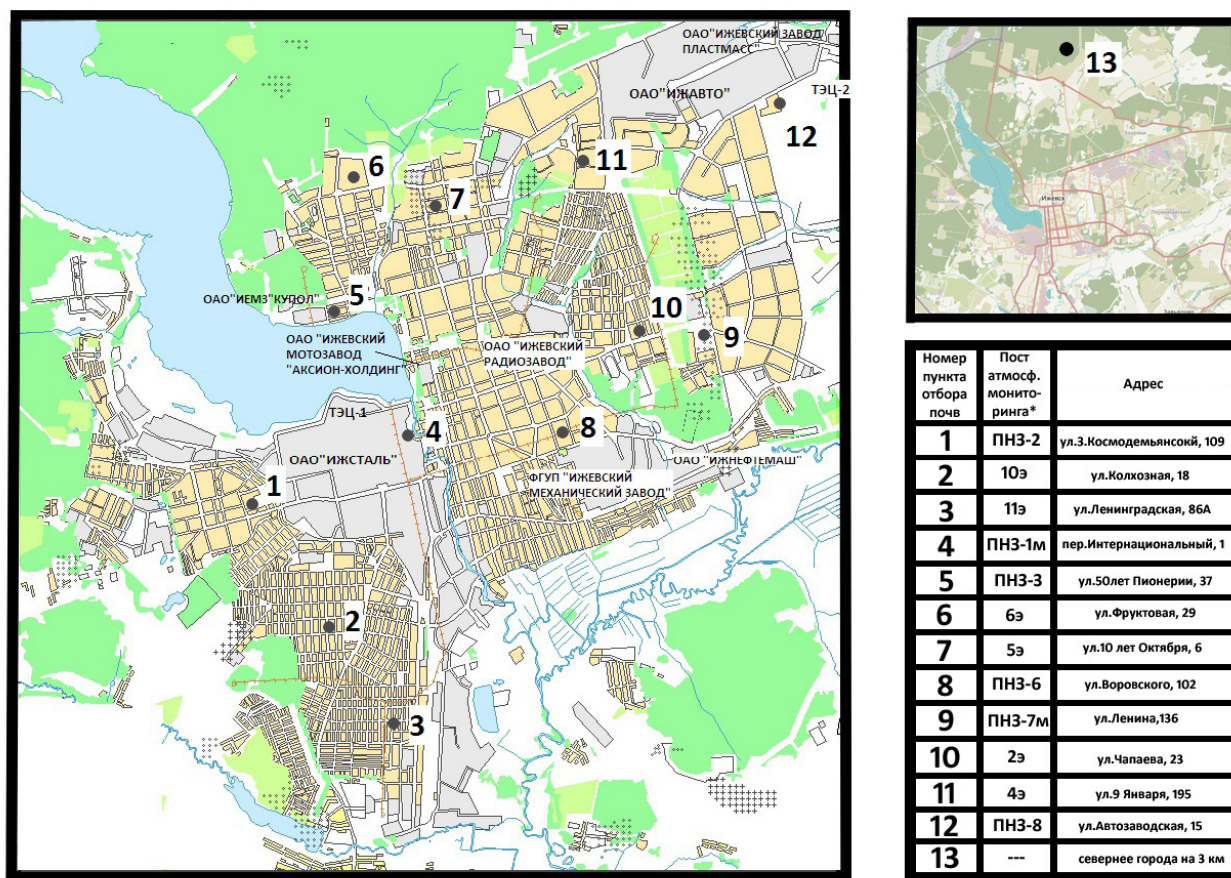 ОАО"ИЖЕВСКИЙ ЗАВОД
ПЛАСТМАСС"
ОАО"ИЖАВТО"
ТЭЦ-2
12
11
6
7
ОАО"ИЕМЗ"КУПОЛ"
5
10
9
ОАО "ИЖЕВСКИЙ
МОТОЗАВОД
"АКСИОН-ХОЛДИНГ"
ОАО "ИЖЕВСКИЙ
РАДИОЗАВОД"
ТЭЦ-1
4
8
ОАО"ИЖСТАЛЬ"
ОАО "ИЖНЕФТЕМАШ"
ФГУП "ИЖЕВСКИЙ
МЕХАНИЧЕСКИЙ ЗАВОД"
1
2
3
13
Ижевск
Номер пункта отбора почв
Пост атмосф. монито- ринга*
Адрес
1 ПНЗ-2 ул.З.Космодемьянсокй, 109
2 10э ул.Колхозная, 18
3 11э ул.Ленинградская, 86А
4 ПНЗ-1м пер.Интернациональный, 1
5 ПНЗ-3 ул.50лет Пионерии, 37
6 6э ул.Фруктовая, 29
7 5э ул.10 лет Октября, 6
8 ПНЗ-6 ул.Воровского, 102
9 ПНЗ-7м ул.Ленина,136
10 2э ул.Чапаева, 23
11 4э ул.9 Января, 195
12 ПНЗ-8 ул.Автозаводская, 15
13 --- севернее города на 3 км